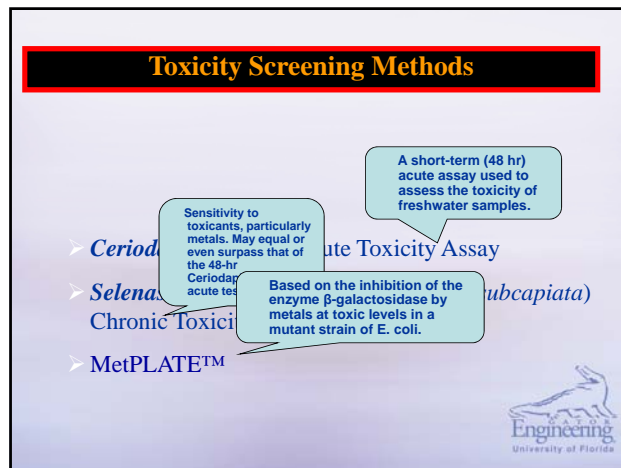 Toxicity Screening Methods
A short-term (48 hr)
acute assay used to
assess the toxicity of
freshwater samples.
Sensitivity to
toxicants, particularly
metals. May equal or
even surpass that of
the 48-hr
Ceriodap
acute tes
Cerioda ute Toxicity Assay
Based on the inhibition of the
enzyme β-galactosidase by
metals at toxic levels in a
mutant strain of E. coli.
Selenas subcapiata)
Chronic Toxici
MetPLATE™
GATOR
Engineering
University of Florida